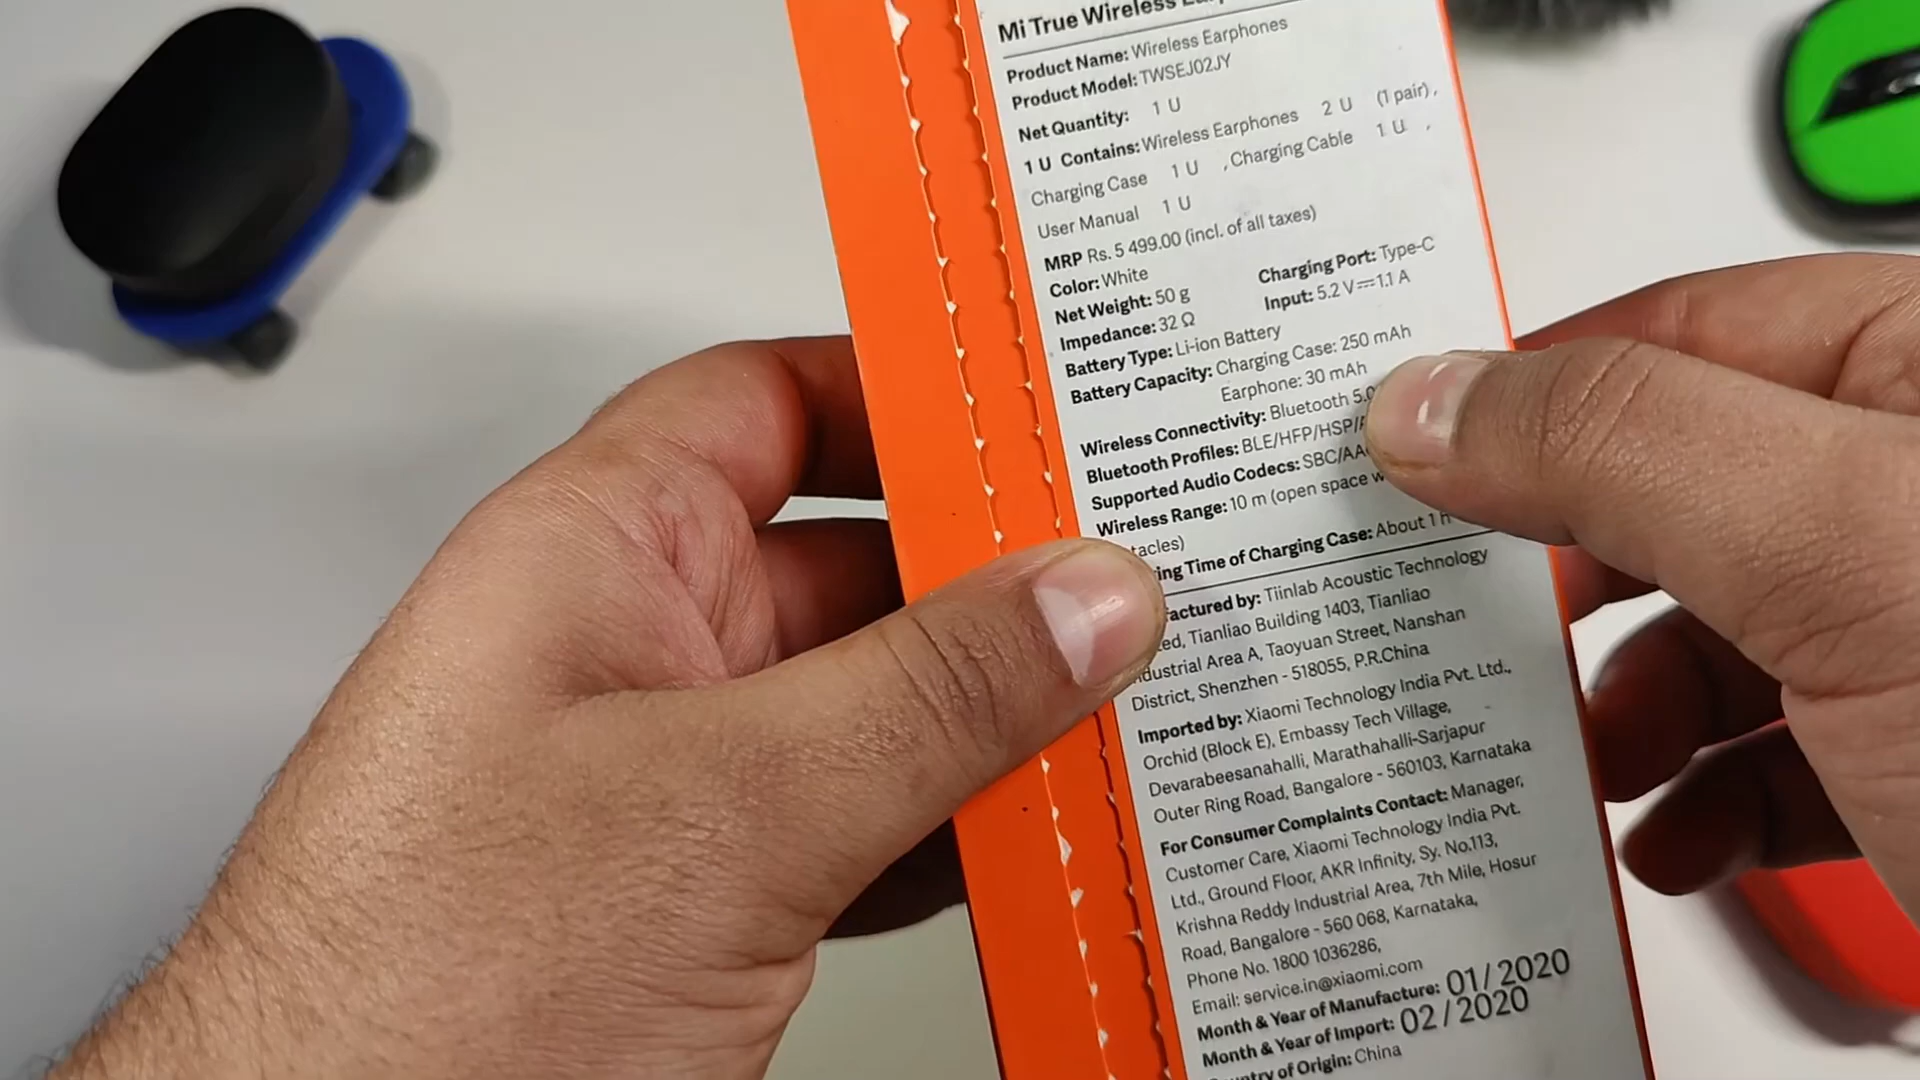 Mi True Wireless
Product Name: Wireless Earphones
Product Model: TWSEJ02JY
Net Quantity: 1 U
1 U Contains: Wireless Earphones 2 U (1 pair),
Charging Case 1 U , Charging Cable 1 U ,
User Manual 1 U
MRP Rs. 5 499.00 (incl. of all taxes)
Color: White
Net Weight: 50 g Charging Port: Type-C
Impedance: 32 Ω Input: 5.2 V⎓1.1 A
Battery Type: Li-ion Battery
Battery Capacity: Charging Case: 250 mAh
Earphone: 30 mAh
Wireless Connectivity: Bluetooth 5.0
Bluetooth Profiles: BLE/HFP/HSP/
Supported Audio Codecs: SBC/
Wireless Range: 10 m (open space
tacles)
ing Time of Charging Case: About 1 h
factured by: Tiinlab Acoustic Technology
ed, Tianliao Building 1403, Tianliao
dustrial Area A, Taoyuan Street, Nanshan
District, Shenzhen - 518055, P.R.China
Imported by: Xiaomi Technology India Pvt. Ltd.,
Orchid (Block E), Embassy Tech Village,
Devarabeesanahalli, Marathahalli-Sarjapur
Outer Ring Road, Bangalore - 560103, Karnataka
For Consumer Complaints Contact: Manager,
Customer Care, Xiaomi Technology India Pvt.
Ltd., Ground Floor, AKR Infinity, Sy. No.113,
Krishna Reddy Industrial Area, 7th Mile, Hosur
Road, Bangalore - 560 068, Karnataka,
Phone No. 1800 1036286,
Email: service.in@xiaomi.com
Month & Year of Manufacture: 01/2020
Month & Year of Import: 02/2020
untry of Origin: China